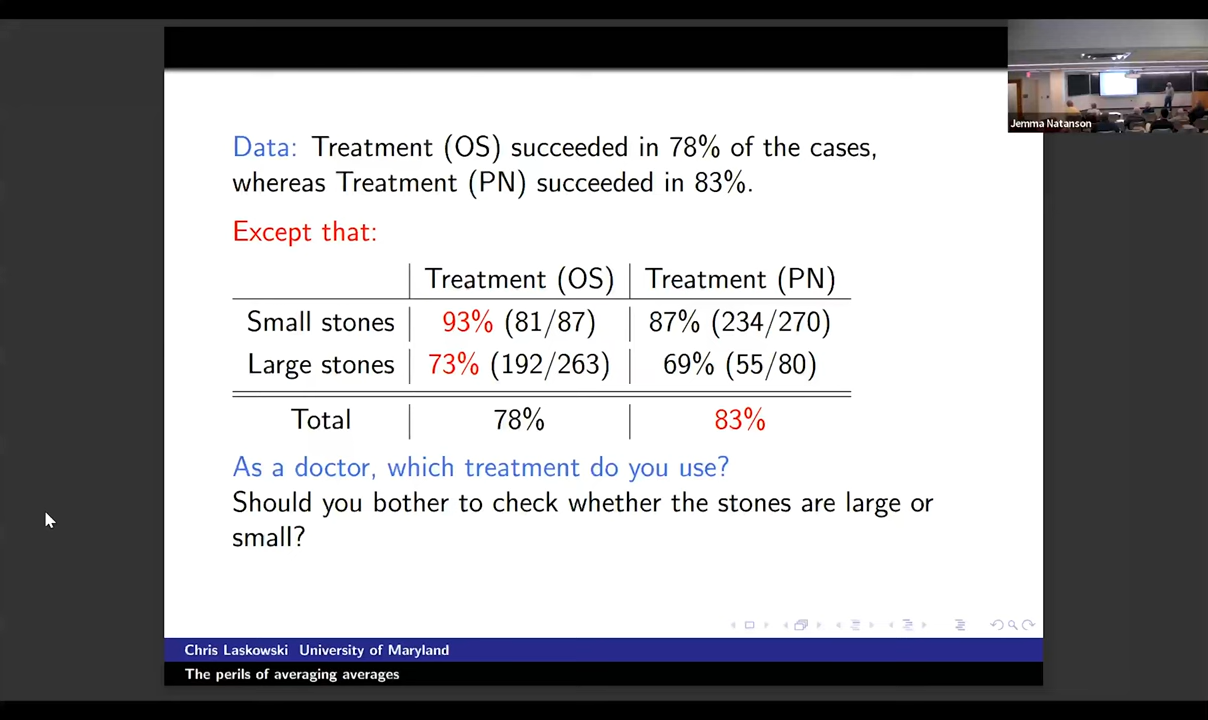 Jemma Natanson
Data: Treatment (OS) succeeded in 78% of the cases,
whereas Treatment (PN) succeeded in 83%.
Except that:
Treatment (OS) Treatment (PN)
Small stones 93% (81/87) 87% (234/270)
Large stones 73% (192/263) 69% (55/80)
Total 78% 83%
As a doctor, which treatment do you use?
Should you bother to check whether the stones are large or
small?
Chris Laskowski University of Maryland
The perils of averaging averages